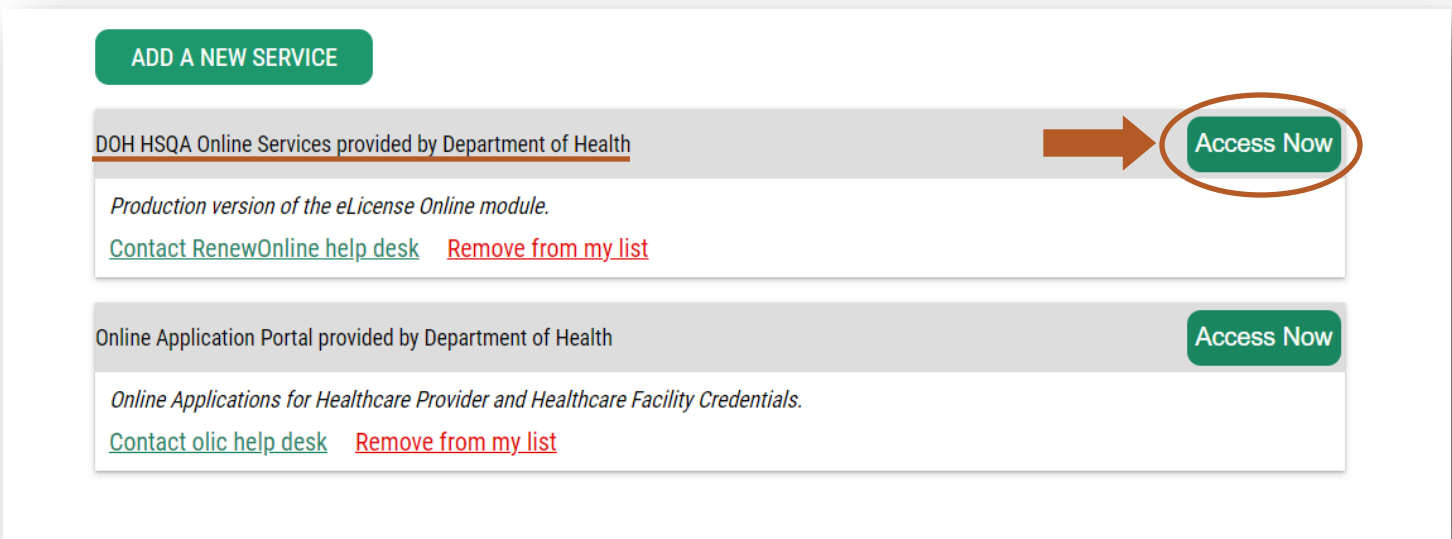 ADD A NEW SERVICE
DOH HSQA Online Services provided by Department of Health
Access Now
Production version of the eLicense Online module.
Contact RenewOnline help desk Remove from my list
Online Application Portal provided by Department of Health
Access Now
Online Applications for Healthcare Provider and Healthcare Facility Credentials.
Contact olic help desk Remove from my list